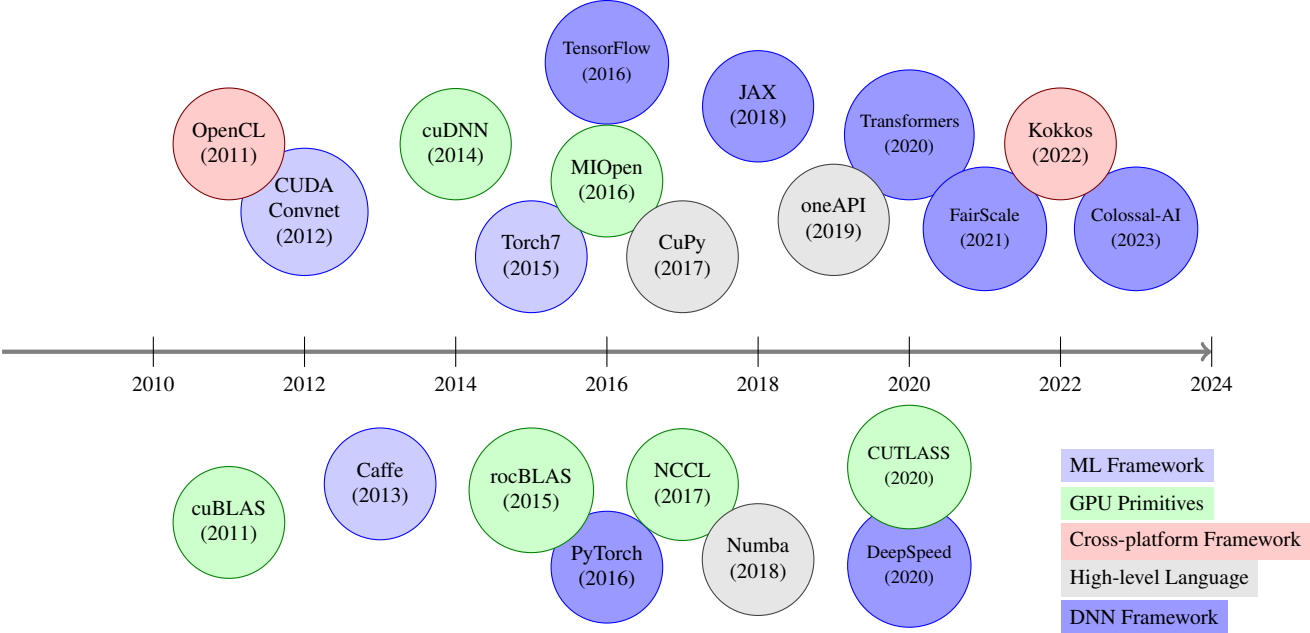 TensorFlow
(2016)
JAX
(2018)
OpenCL
(2011)
cuDNN
(2014)
Transformers
(2020)
Kokkos
(2022)
MIOpen
(2016)
CUDA
Convnet
(2012)
oneAPI
(2019)
FairScale
(2021)
Colossal-AI
(2023)
Torch7
(2015)
CuPy
(2017)
2010
2012
2014
2016
2018
2020
2022
2024
cuBLAS
(2011)
Caffe
(2013)
rocBLAS
(2015)
NCCL
(2017)
CUTLASS
(2020)
PyTorch
(2016)
Numba
(2018)
DeepSpeed
(2020)
ML Framework
GPU Primitives
Cross-platform Framework
High-level Language
DNN Framework